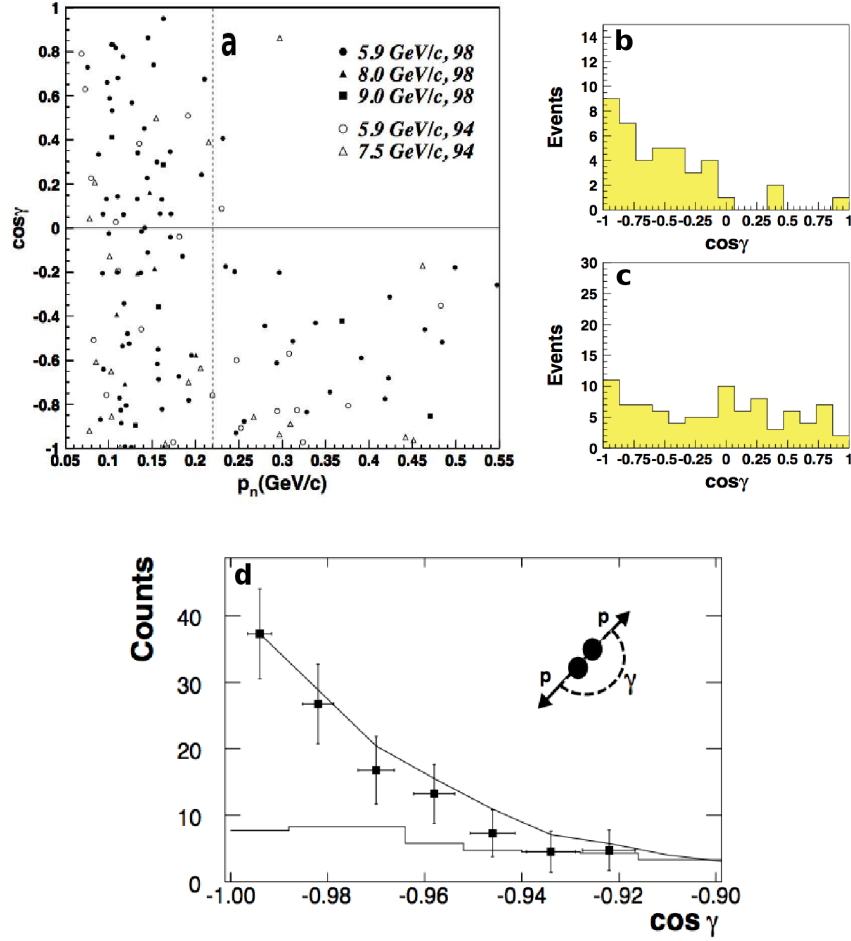 a
5.9 GeV/c, 98
8.0 GeV/c, 98
9.0 GeV/c, 98
5.9 GeV/c, 94
7.5 GeV/c, 94
1
0.8
0.6
0.4
0.2
0
-0.2
-0.4
-0.6
-0.8
-1
cosγ
0.05 0.1 0.15 0.2 0.25 0.3 0.35 0.4 0.45 0.5 0.55
pn(GeV/c)
b
Events
14
12
10
8
6
4
2
0
-1 -0.75 -0.5 -0.25 0 0.25 0.5 0.75 1
cosγ
c
Events
30
25
20
15
10
5
0
-1 -0.75 -0.5 -0.25 0 0.25 0.5 0.75 1
cosγ
d
Counts
40
30
20
10
0
p
p
γ
-1.00 -0.98 -0.96 -0.94 -0.92 -0.90
cos γ